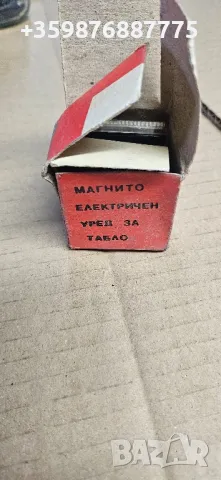 +359876887775
МАГНИТО
ЕЛЕКТРИЧЕН
УРЕД ЗА
ТАБЛО
BAZAR